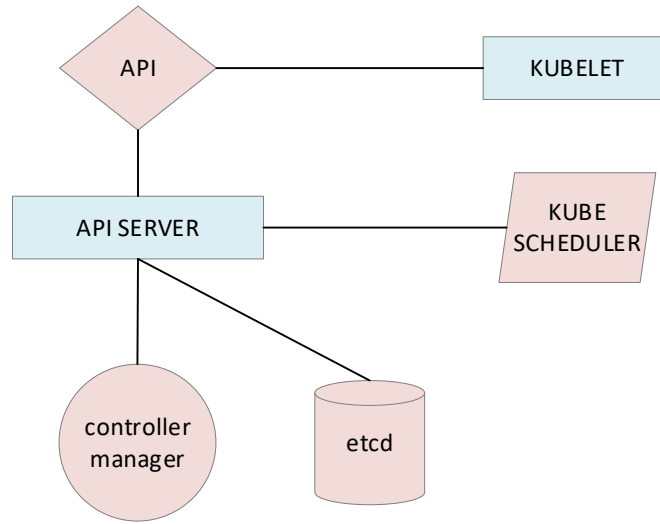 API
KUBELET
API SERVER
KUBE
SCHEDULER
controller
manager
etcd